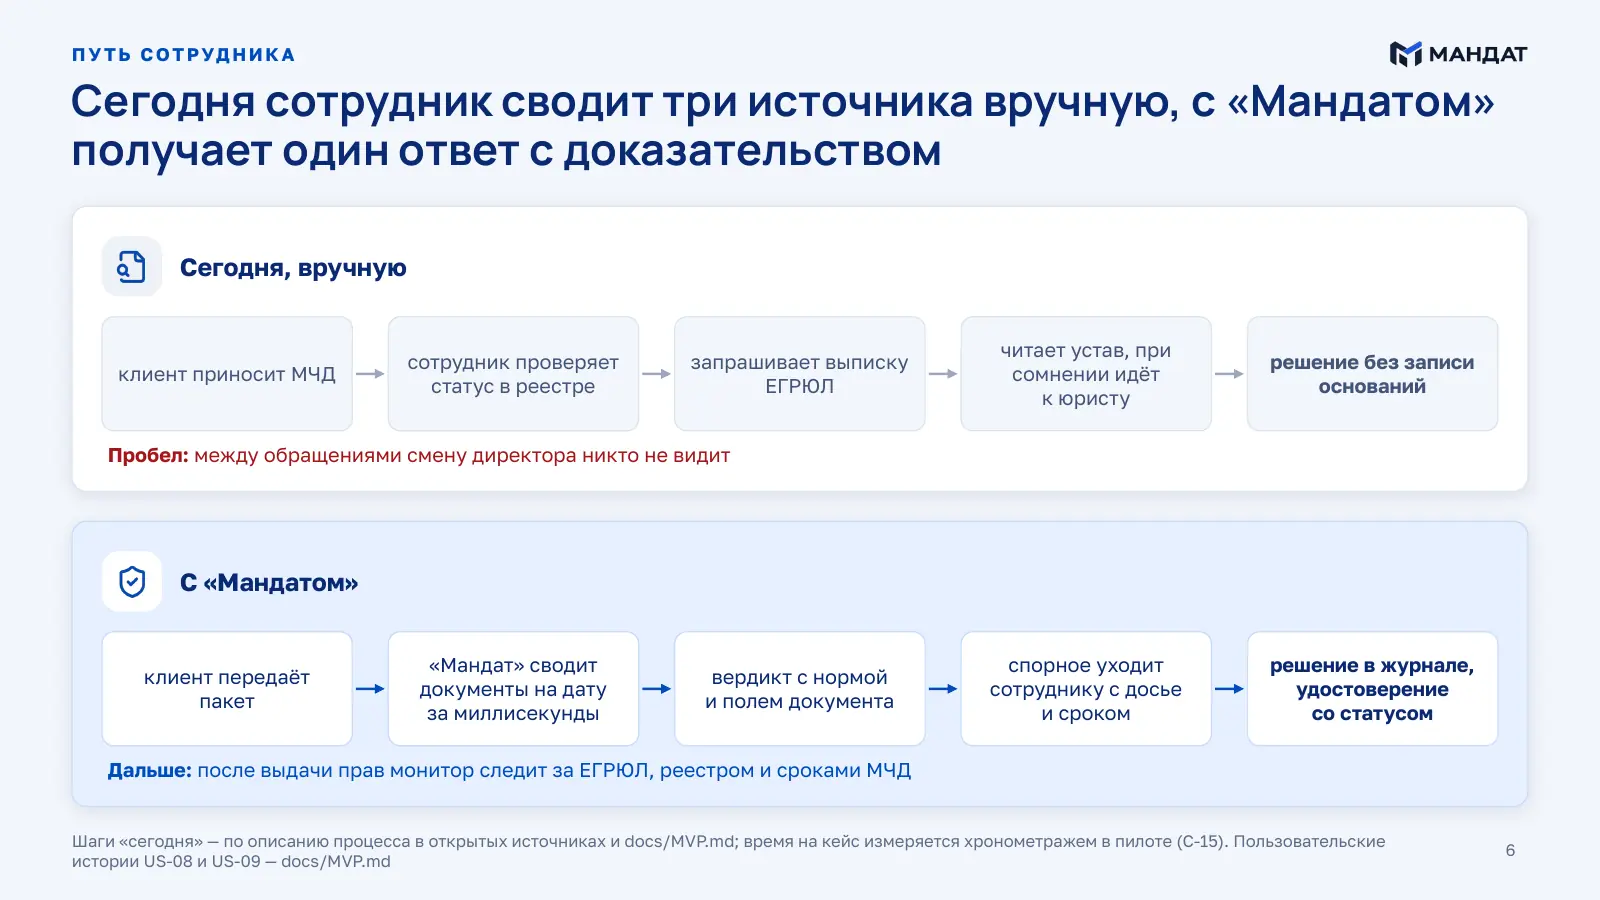 ПУТЬ СОТРУДНИКА
МАНДАТ
Сегодня сотрудник сводит три источника вручную, с «Мандатом»
получает один ответ с доказательством
Сегодня, вручную
клиент приносит МЧД
сотрудник проверяет
статус в реестре
запрашивает выписку
ЕГРЮЛ
читает устав, при
сомнении идёт
к юристу
решение без записи
оснований
Пробел: между обращениями смену директора никто не видит
С «Мандатом»
клиент передаёт
пакет
«Мандат» сводит
документы на дату
за миллисекунды
вердикт с нормой
и полем документа
спорное уходит
сотруднику с досье
и сроком
решение в журнале,
удостоверение
со статусом
Дальше: после выдачи прав монитор следит за ЕГРЮЛ, реестром и сроками МЧД
Шаги «сегодня» — по описанию процесса в открытых источниках и docs/MVP.md; время на кейс измеряется хронометражем в пилоте (С-15). Пользовательские
истории US-08 и US-09 — docs/MVP.md
6